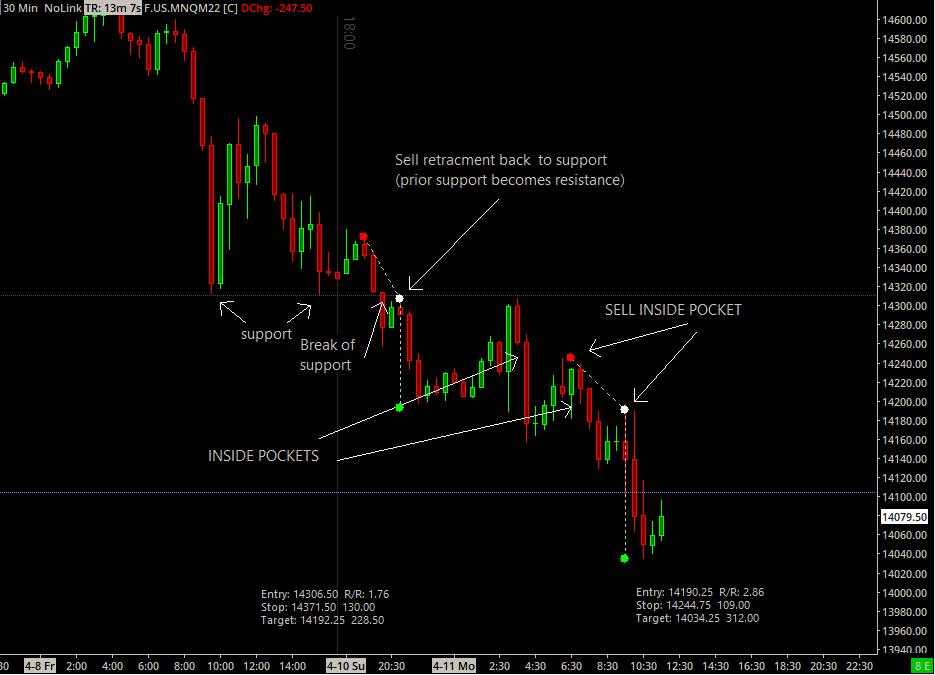 30 Min NoLink TR: 13m 7s F.US.MNQM22 [C] DChg: -247.50
18:00
14600.00
14580.00
14560.00
14540.00
14520.00
14500.00
14480.00
14460.00
14440.00
14420.00
14400.00
14380.00
14360.00
14340.00
14320.00
14300.00
14280.00
14260.00
14240.00
14220.00
14200.00
14180.00
14160.00
14140.00
14120.00
14100.00
14079.50
14060.00
14040.00
14020.00
14000.00
13980.00
13960.00
13940.00
Sell retracment back to support
(prior support becomes resistance)
support
Break of
support
SELL INSIDE POCKET
INSIDE POCKETS
Entry: 14306.50 R/R: 1.76
Stop: 14371.50 130.00
Target: 14192.25 228.50
Entry: 14190.25 R/R: 2.86
Stop: 14244.75 109.00
Target: 14034.25 312.00
30 4-8 Fr 2:00 4:00 6:00 8:00 10:00 12:00 14:00 4-10 Su 20:30 4-11 Mo 2:30 4:30 6:30 8:30 10:30 12:30 14:30 16:30 18:30 20:30 22:30 8 E